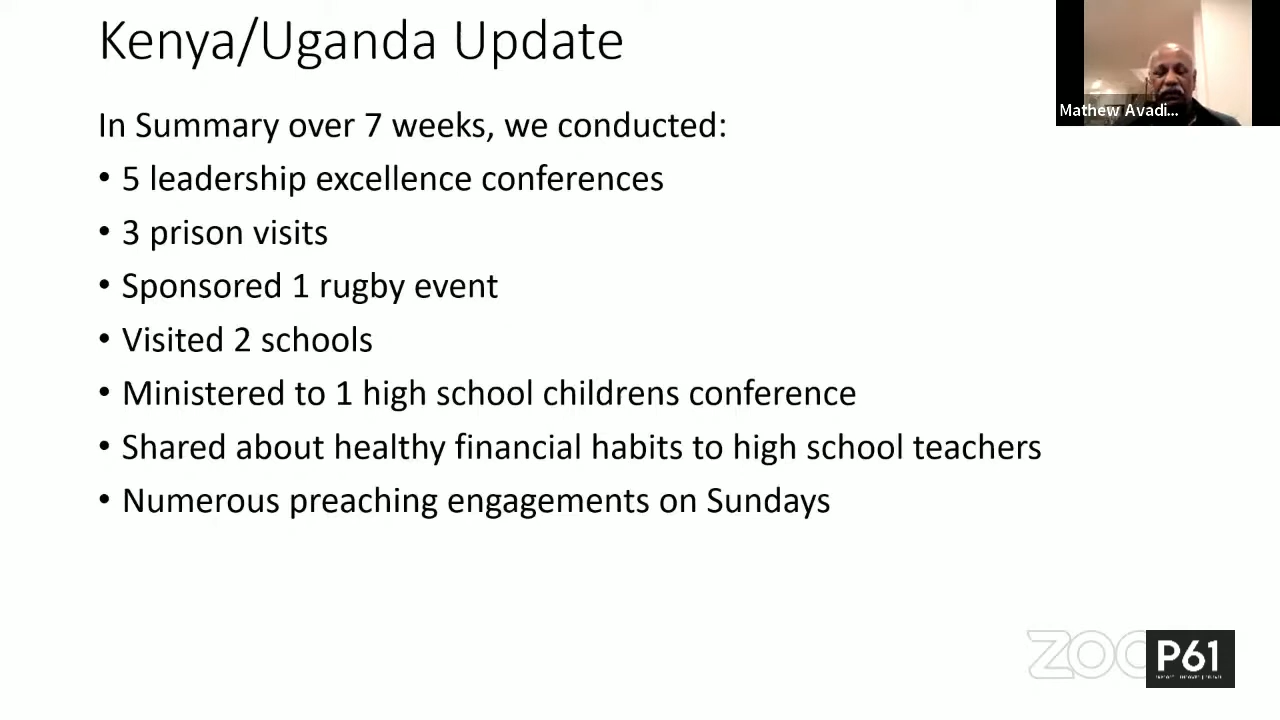 Kenya/Uganda Update
Mathew Avadi...
In Summary over 7 weeks, we conducted:
• 5 leadership excellence conferences
• 3 prison visits
• Sponsored 1 rugby event
• Visited 2 schools
• Ministered to 1 high school childrens conference
• Shared about healthy financial habits to high school teachers
• Numerous preaching engagements on Sundays
ZOO
P61